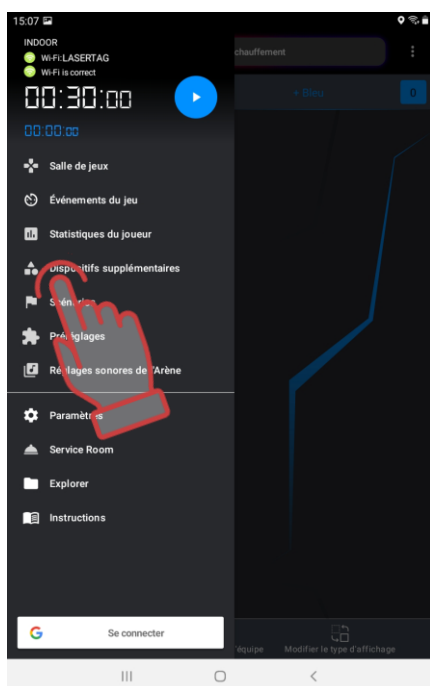 15:07
INDOOR
Wi-Fi:LASERTAG
Wi-Fi is correct
chauffement
00:30:00
+ Bleu
0
00:00:00
Salle de jeux
Événements du jeu
Statistiques du joueur
Dispositifs supplémentaires
Scénarios
Préréglages
Réglages sonores de l'Arène
Paramètres
Service Room
Explorer
Instructions
G
Se connecter
'équipe
Modifier le type d'affichage